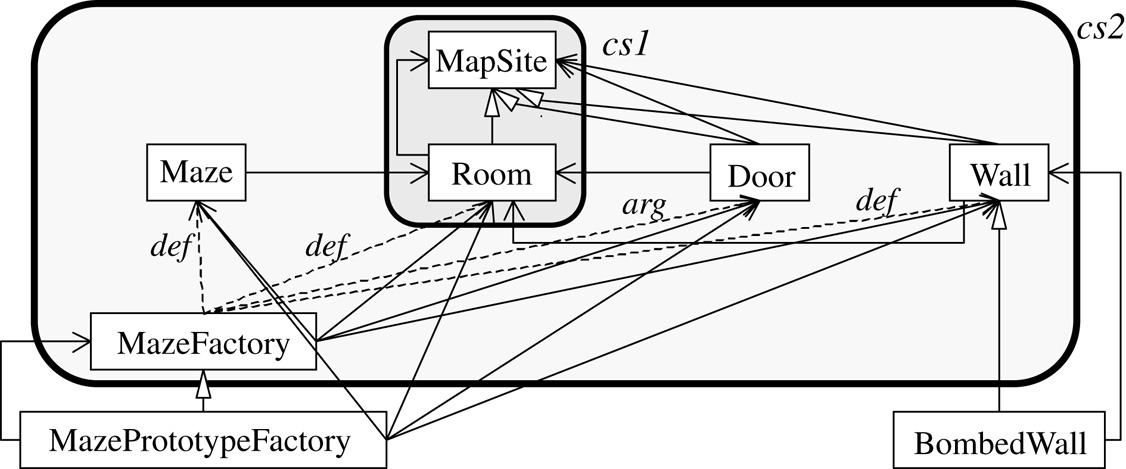 cs2
cs1
MapSite
Maze
Room
Door
Wall
def
def
arg
def
MazeFactory
MazePrototypeFactory
BombedWall